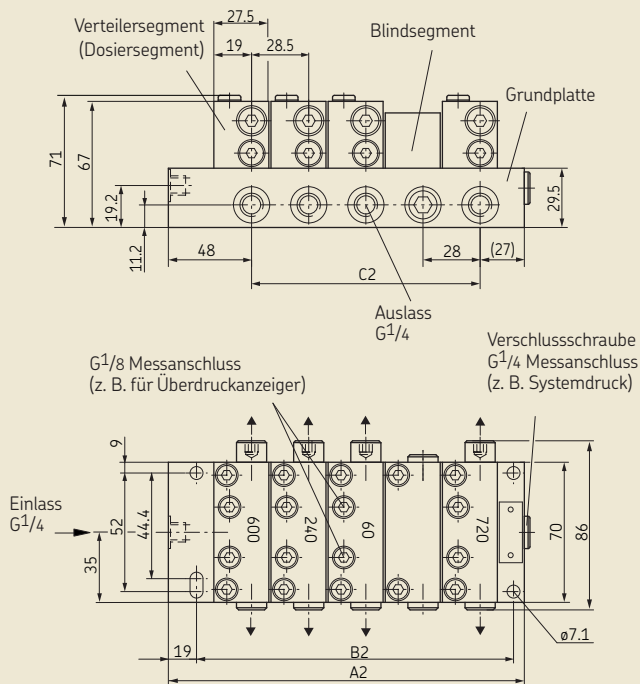 27.5
Verteilersegment
(Dosiersegment)
19
28.5
Blindsegment
Grundplatte
71
67
19.2
11.2
29.5
48
28
(27)
C2
Auslass
G1/4
Verschlussschraube
G1/4 Messanschluss
(z. B. Systemdruck)
G1/8 Messanschluss
(z. B. für Überdruckanzeiger)
9
Einlass
G1/4
52
44.4
35
600
240
60
720
70
86
ø7.1
19
B2
A2